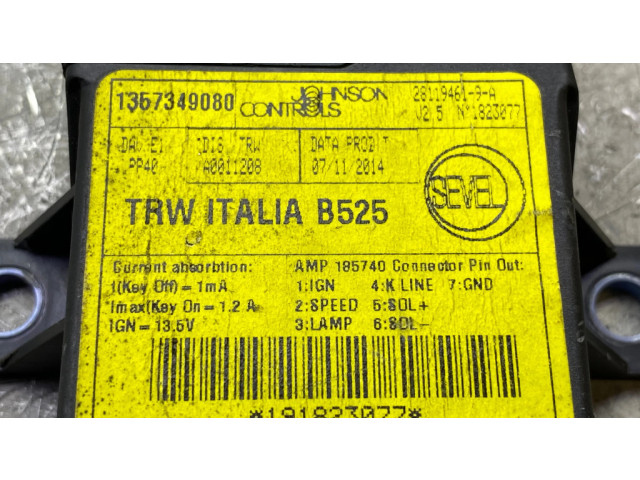 1357349080 JOHNSON CONTROLS 28119461-9-A
V2.5 N°1823077
DIS. TRW DATA PROD T
PP40 A0011208 07/11/2014
TRW ITALIA B525 SEVEL
Current absorbtion: AMP 185740 Connector Pin Out:
I(Key Off)=1mA 1:IGN 4:K LINE 7:GND
Imax(Key On=1.2 A 2:SPEED 5:SOL+
IGN=13.5V 3:LAMP 6:SOL-
*191823077*